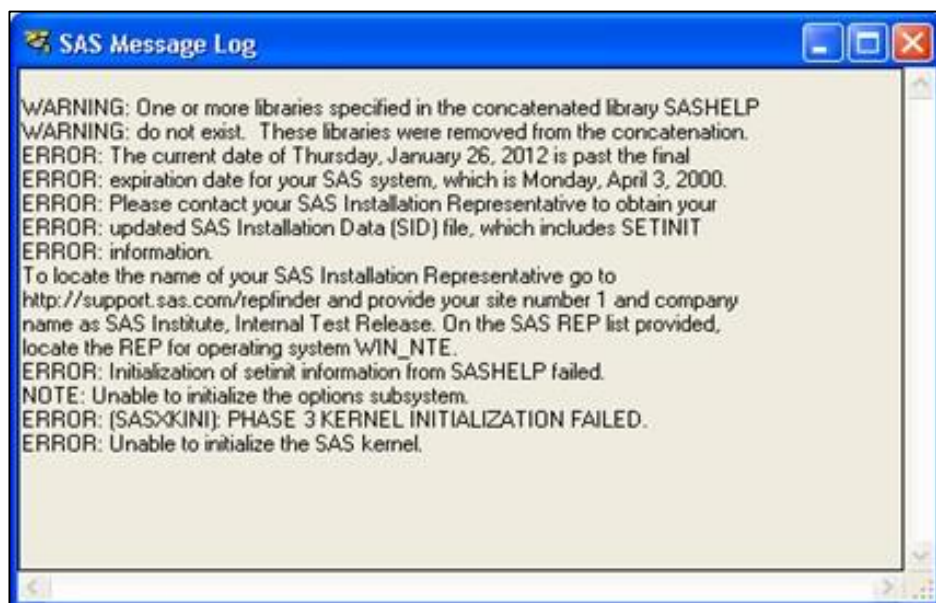 SAS Message Log
WARNING: One or more libraries specified in the concatenated library SASHELP
WARNING: do not exist.  These libraries were removed from the concatenation.
ERROR: The current date of Thursday, January 26, 2012 is past the final
ERROR: expiration date for your SAS system, which is Monday, April 3, 2000.
ERROR: Please contact your SAS Installation Representative to obtain your
ERROR: updated SAS Installation Data (SID) file, which includes SETINIT
ERROR: information.
To locate the name of your SAS Installation Representative go to
http://support.sas.com/repfinder and provide your site number 1 and company
name as SAS Institute, Internal Test Release. On the SAS REP list provided,
locate the REP for operating system WIN_NTE.
ERROR: Initialization of setinit information from SASHELP failed.
NOTE: Unable to initialize the options subsystem.
ERROR: (SASXKINI): PHASE 3 KERNEL INITIALIZATION FAILED.
ERROR: Unable to initialize the SAS kernel.